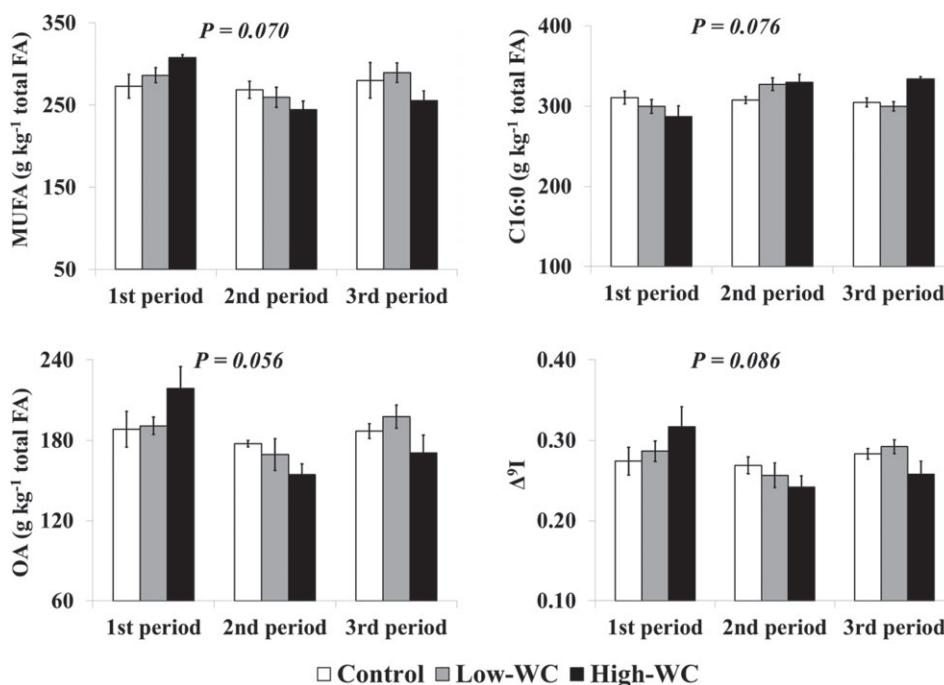 350
250
150
50
MUFA (g kg⁻¹ total FA)
P = 0.070
1st period 2nd period 3rd period
400
300
200
100
C16:0 (g kg⁻¹ total FA)
P = 0.076
1st period 2nd period 3rd period
240
180
120
60
OA (g kg⁻¹ total FA)
P = 0.056
1st period 2nd period 3rd period
0.40
0.30
0.20
0.10
Δ⁹I
P = 0.086
1st period 2nd period 3rd period
Control Low-WC High-WC